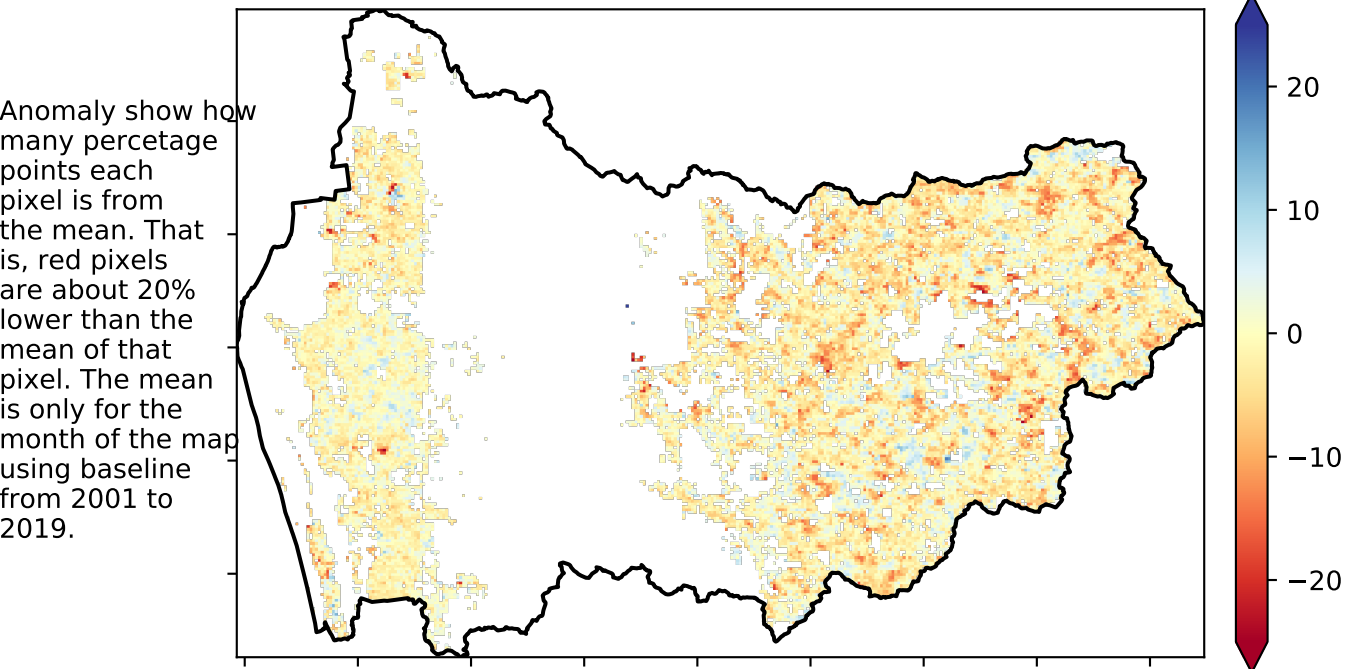 Anomaly show how
many percetage
points each
pixel is from
the mean. That
is, red pixels
are about 20%
lower than the
mean of that
pixel. The mean
is only for the
month of the map
using baseline
from 2001 to
2019.
20
10
0
−10
−20